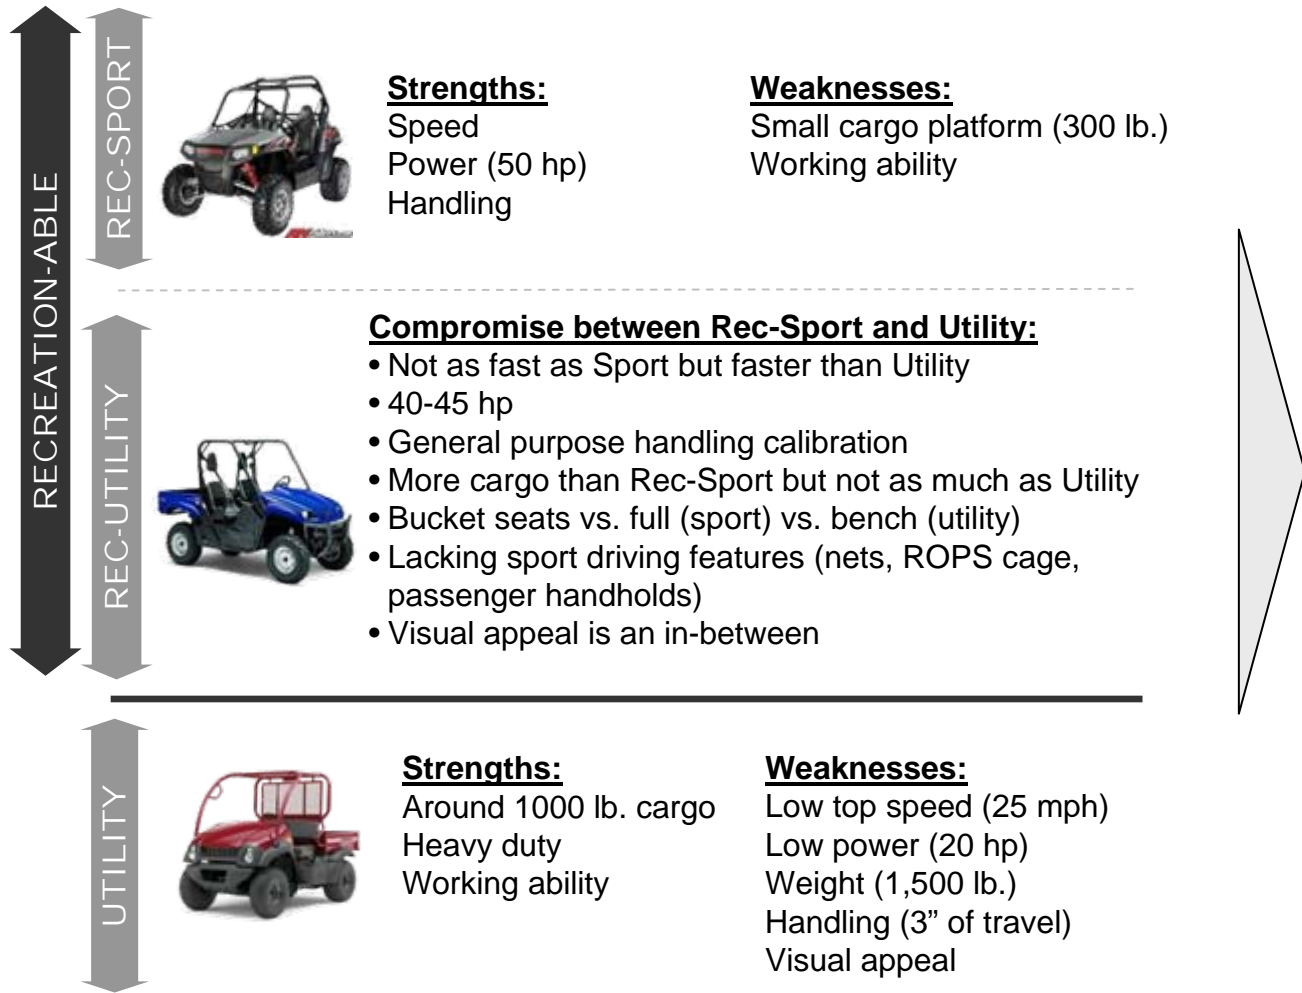 RECREATION-ABLE
REC-SPORT
Strengths:
Speed
Power (50 hp)
Handling
Weaknesses:
Small cargo platform (300 lb.)
Working ability
REC-UTILITY
Compromise between Rec-Sport and Utility:
• Not as fast as Sport but faster than Utility
• 40-45 hp
• General purpose handling calibration
• More cargo than Rec-Sport but not as much as Utility
• Bucket seats vs. full (sport) vs. bench (utility)
• Lacking sport driving features (nets, ROPS cage,
passenger handholds)
• Visual appeal is an in-between
UTILITY
Strengths:
Around 1000 lb. cargo
Heavy duty
Working ability
Weaknesses:
Low top speed (25 mph)
Low power (20 hp)
Weight (1,500 lb.)
Handling (3” of travel)
Visual appeal